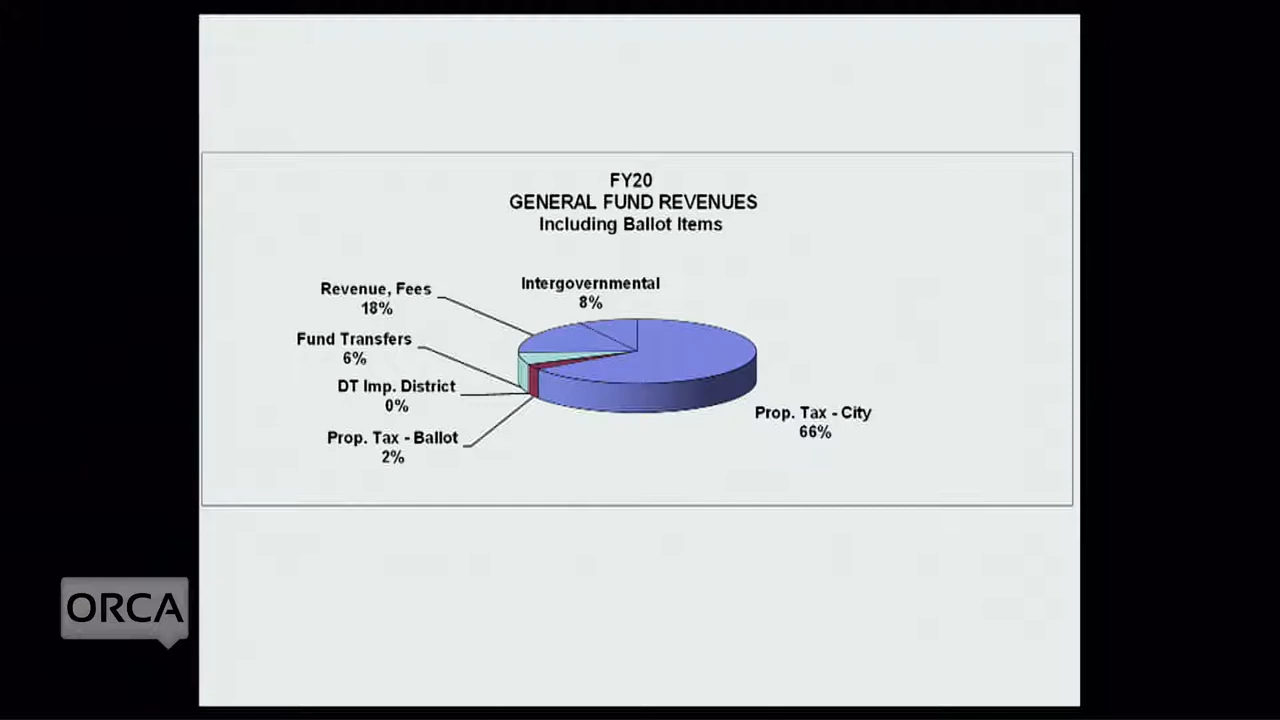 FY20
GENERAL FUND REVENUES
Including Ballot Items
Intergovernmental
8%
Revenue, Fees
18%
Fund Transfers
6%
DT Imp. District
0%
Prop. Tax - Ballot
2%
Prop. Tax - City
66%
ORCA